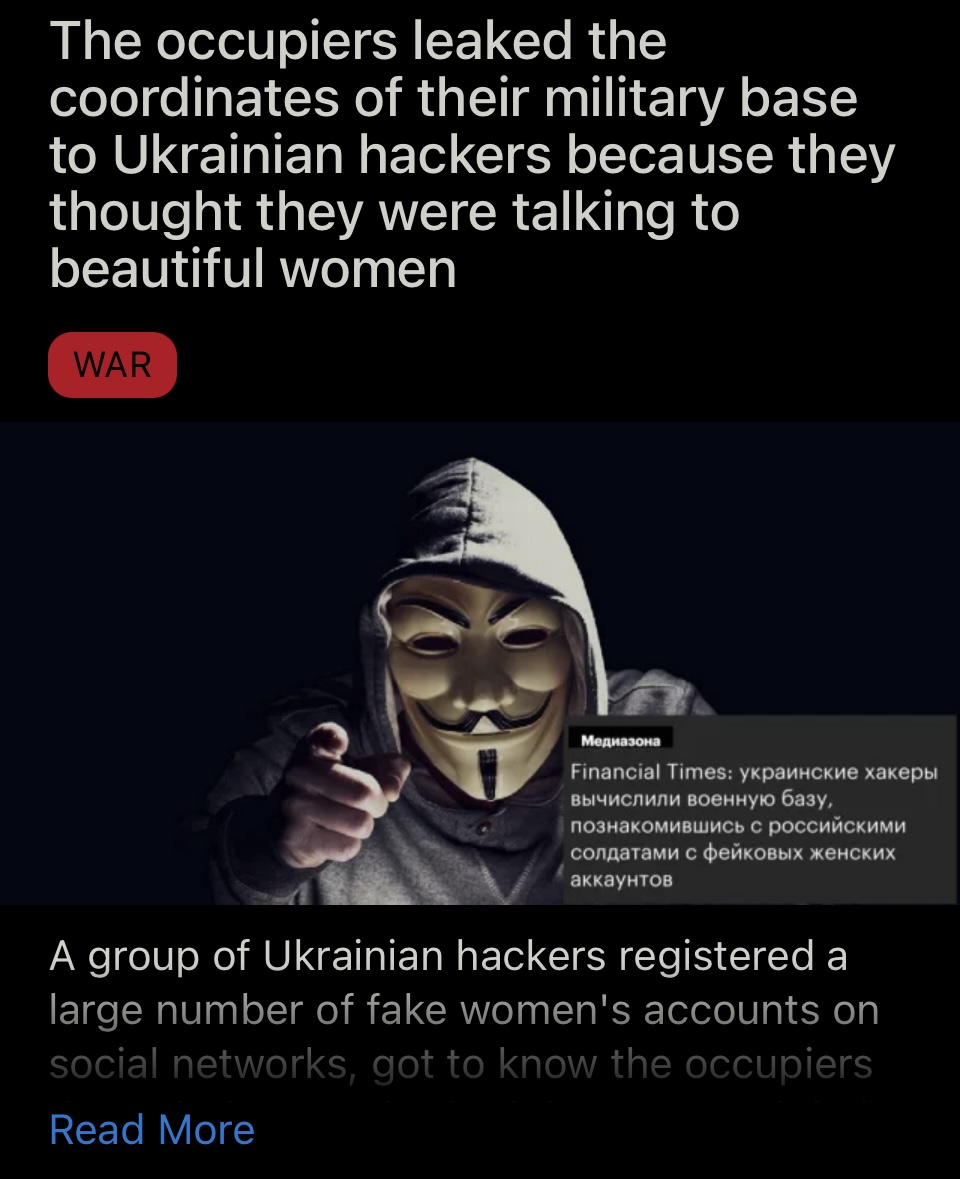 The occupiers leaked the
coordinates of their military base
to Ukrainian hackers because they
thought they were talking to
beautiful women
WAR
Медиазона
Financial Times: украинские хакеры
вычислили военную базу,
познакомившись с российскими
солдатами с фейковых женских
аккаунтов
A group of Ukrainian hackers registered a
large number of fake women's accounts on
social networks, got to know the occupiers
Read More